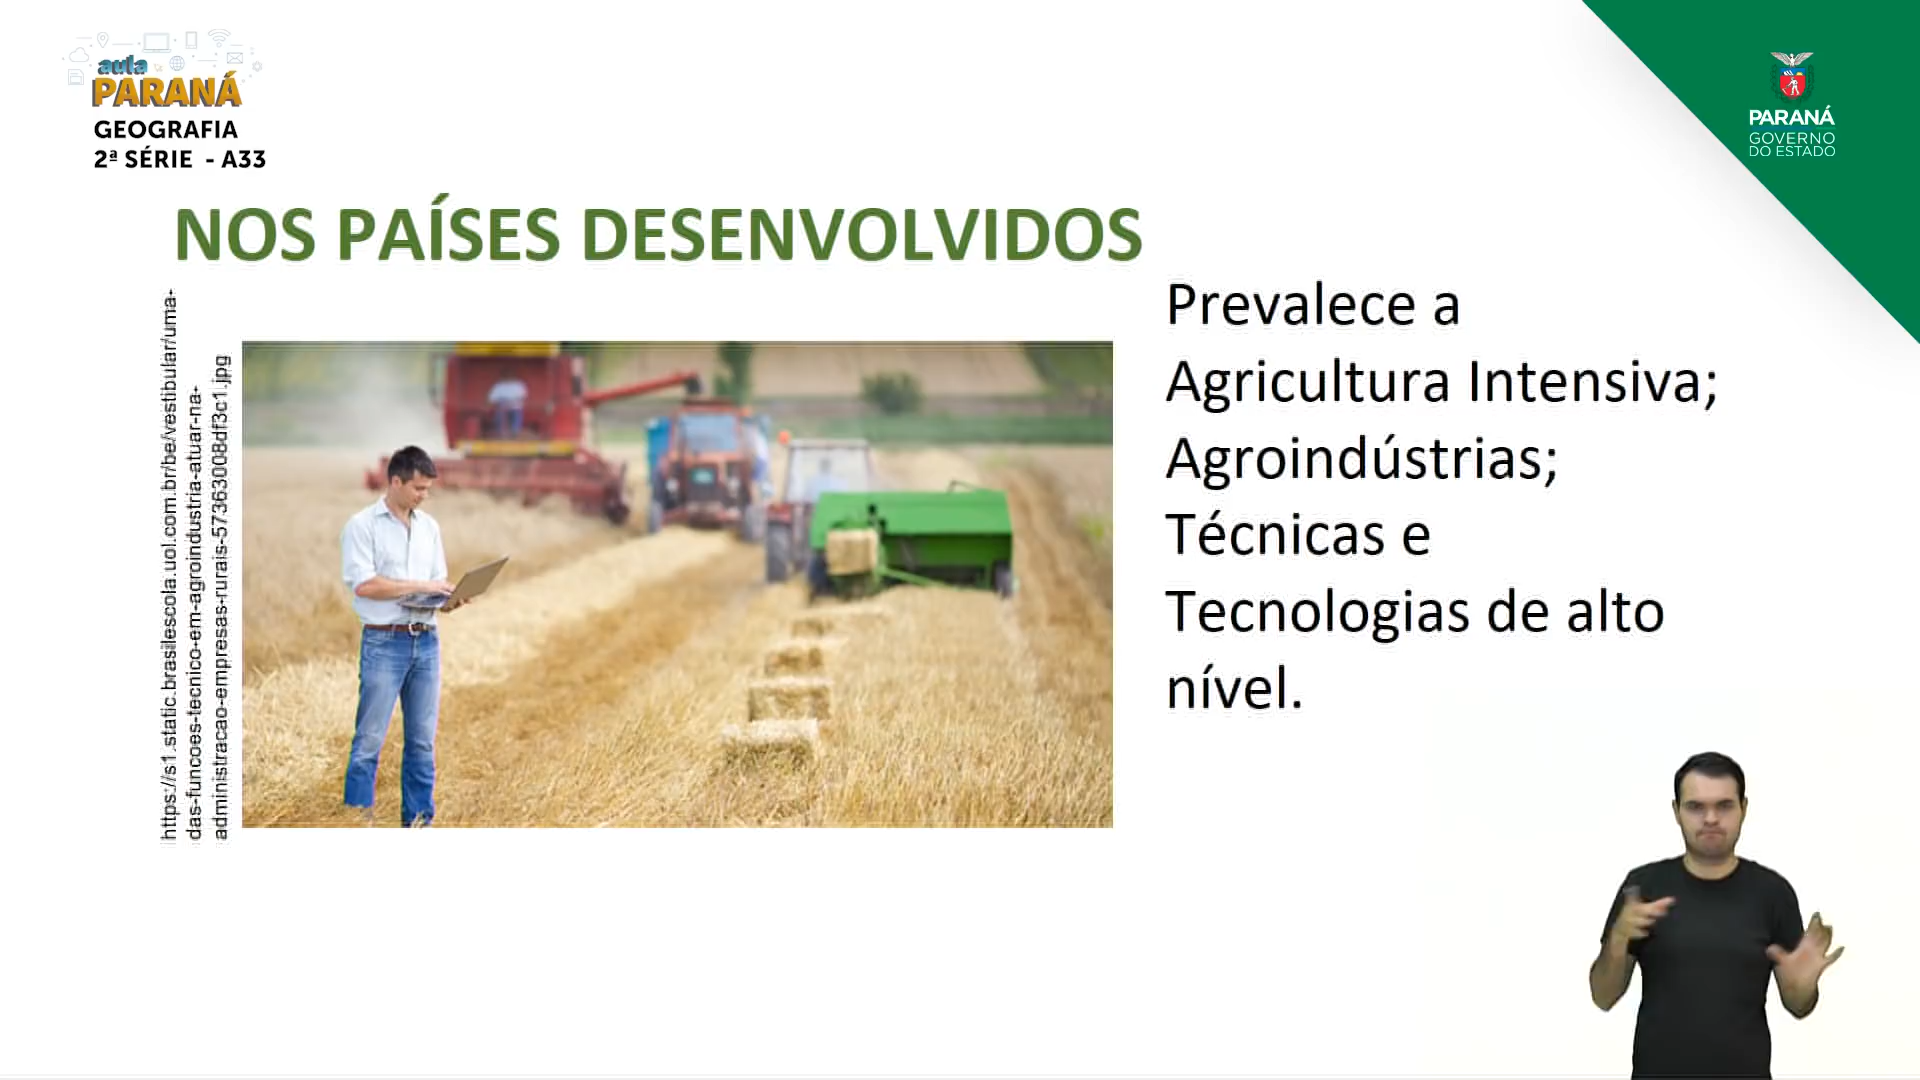 aula
PARANÁ
GEOGRAFIA
2ª SÉRIE - A33
PARANÁ
GOVERNO
DO ESTADO
NOS PAÍSES DESENVOLVIDOS
https://s1.static.brasilescola.uol.com.br/be/vestibular/uma-
das-funcoes-tecnico-em-agroindustria-atuar-na-
administracao-empresas-rurais-57363008df3c1.jpg
Prevalece a
Agricultura Intensiva;
Agroindústrias;
Técnicas e
Tecnologias de alto
nível.